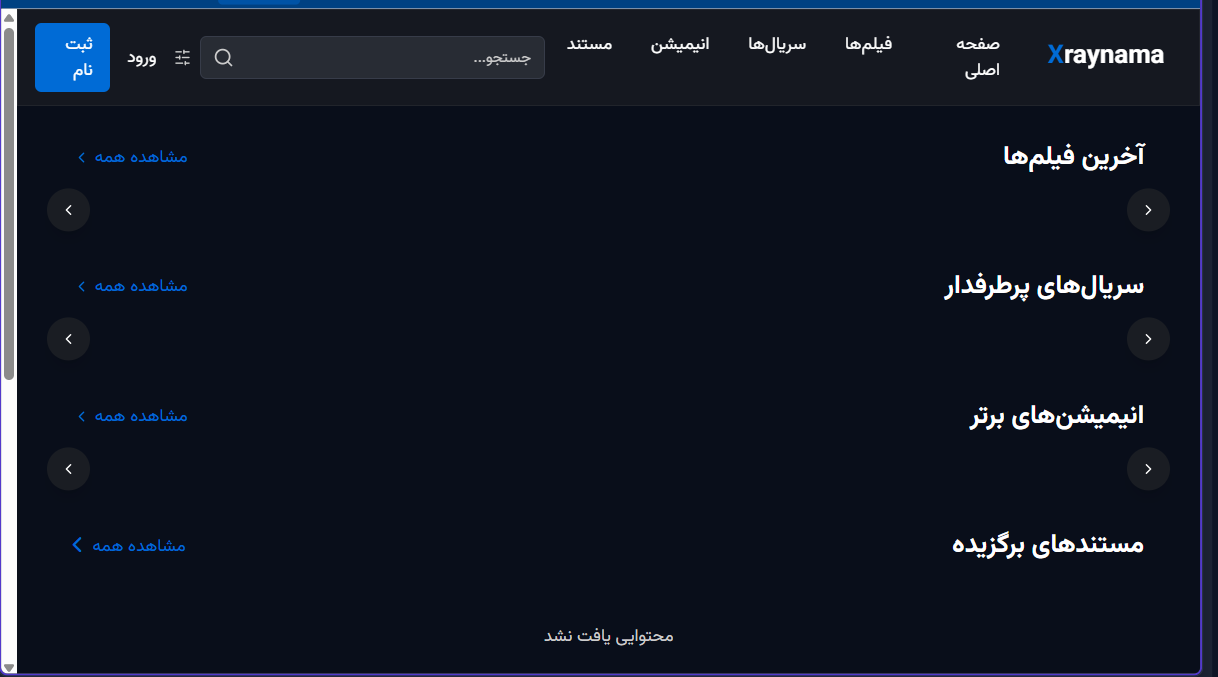 Xraynama
صفحه
اصلی
فیلم‌ها
سریال‌ها
انیمیشن
مستند
جستجو...
ورود
ثبت
نام
آخرین فیلم‌ها
مشاهده همه
سریال‌های پرطرفدار
مشاهده همه
انیمیشن‌های برتر
مشاهده همه
مستندهای برگزیده
مشاهده همه
محتوایی یافت نشد